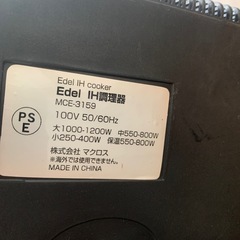 Edel IH cooker
Edel IH調理器
MCE-3159
100V 50/60Hz
大1000-1200W 中550-800W
小250-400W 保温550-800W
株式会社 マクロス
※海外では使用できません。
MADE IN CHINA
PS
E